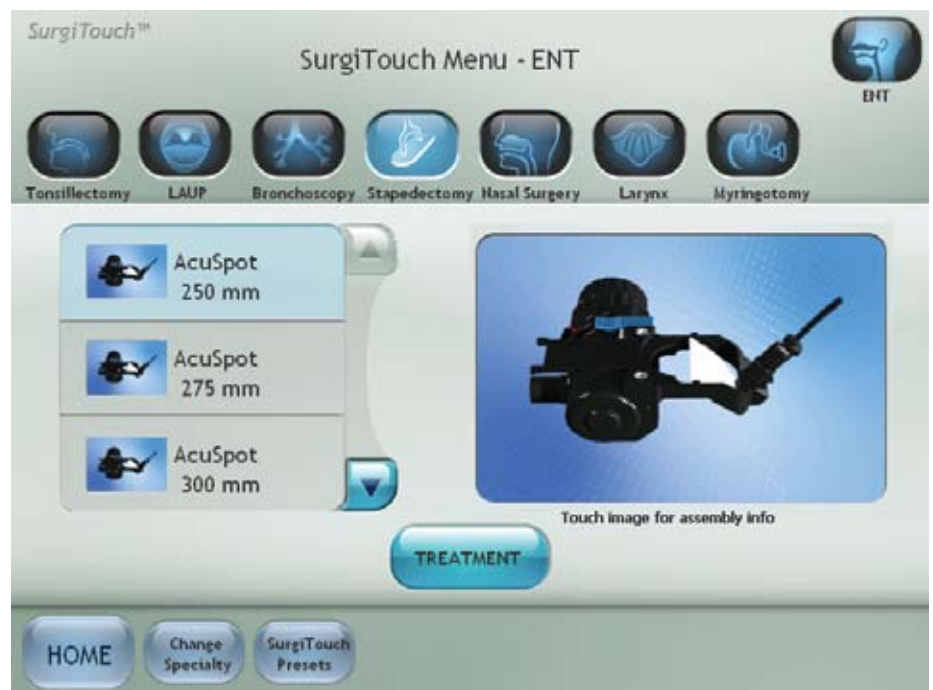 SurgiTouch™
SurgiTouch Menu - ENT
ENT
Tonsillectomy LAUP Bronchoscopy Stapedectomy Nasal Surgery Larynx Myringotomy
AcuSpot
250 mm
AcuSpot
275 mm
AcuSpot
300 mm
Touch image for assembly info
TREATMENT
HOME
Change
Specialty
SurgiTouch
Presets